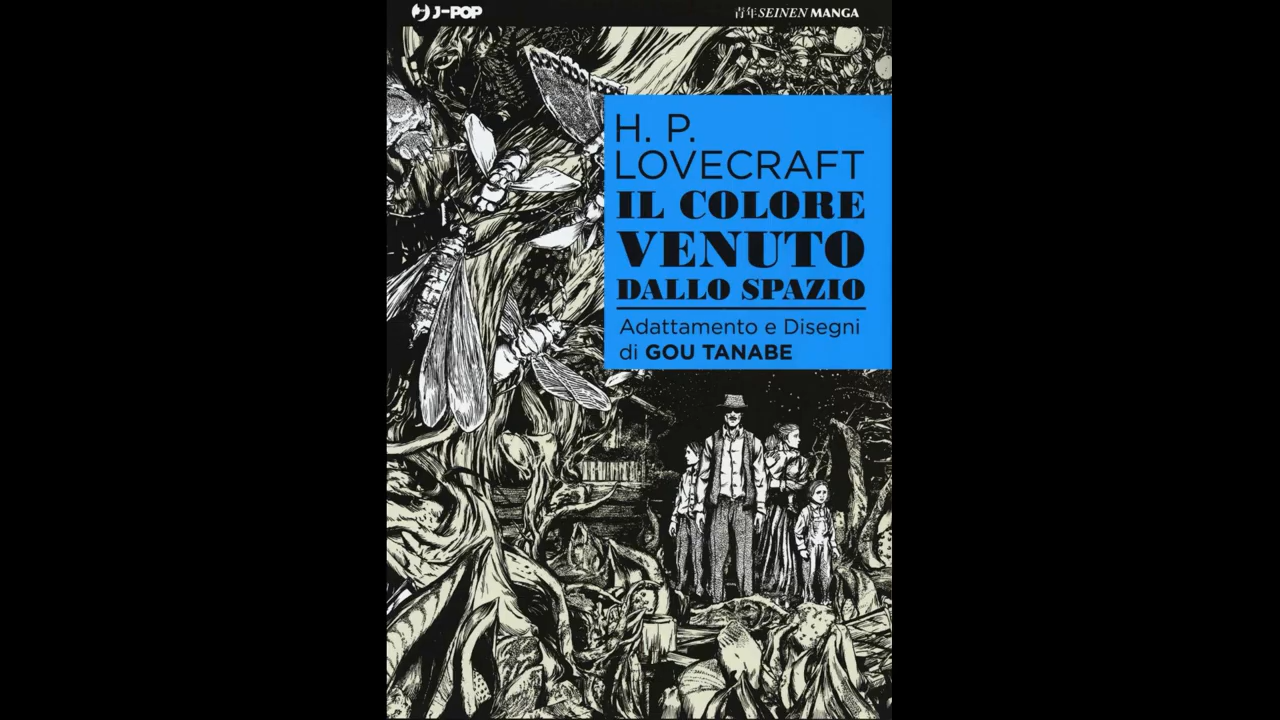 J-POP
青年SEINEN MANGA
H. P.
LOVECRAFT
IL COLORE
VENUTO
DALLO SPAZIO
Adattamento e Disegni
di GOU TANABE